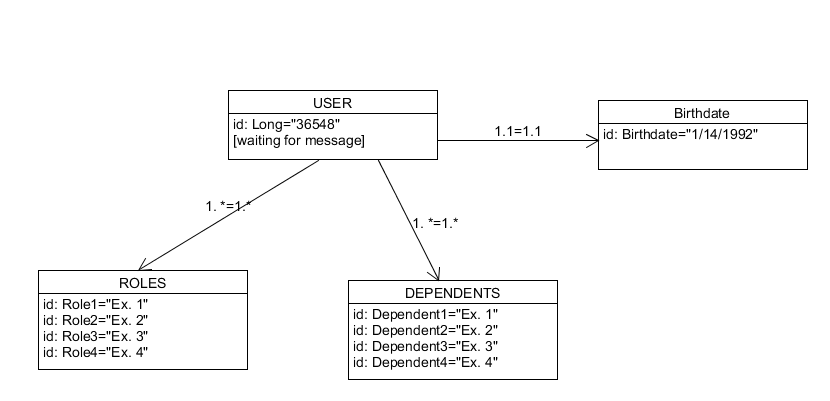 USER
id: Long="36548"
[waiting for message]
1.1=1.1
Birthdate
id: Birthdate="1/14/1992"
1. *=1.*
1. *=1.*
ROLES
id: Role1="Ex. 1"
id: Role2="Ex. 2"
id: Role3="Ex. 3"
id: Role4="Ex. 4"
DEPENDENTS
id: Dependent1="Ex. 1"
id: Dependent2="Ex. 2"
id: Dependent3="Ex. 3"
id: Dependent4="Ex. 4"